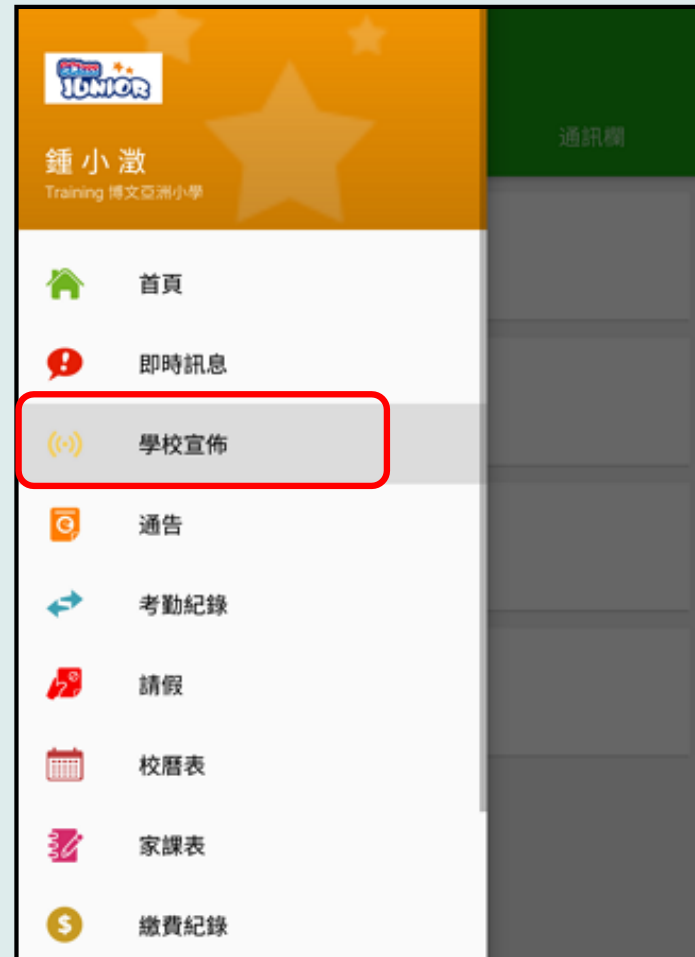 JUNIOR
鍾小澂
Training 博文亞洲小學
通訊欄
首頁
即時訊息
學校宣佈
通告
考勤紀錄
請假
校曆表
家課表
繳費紀錄